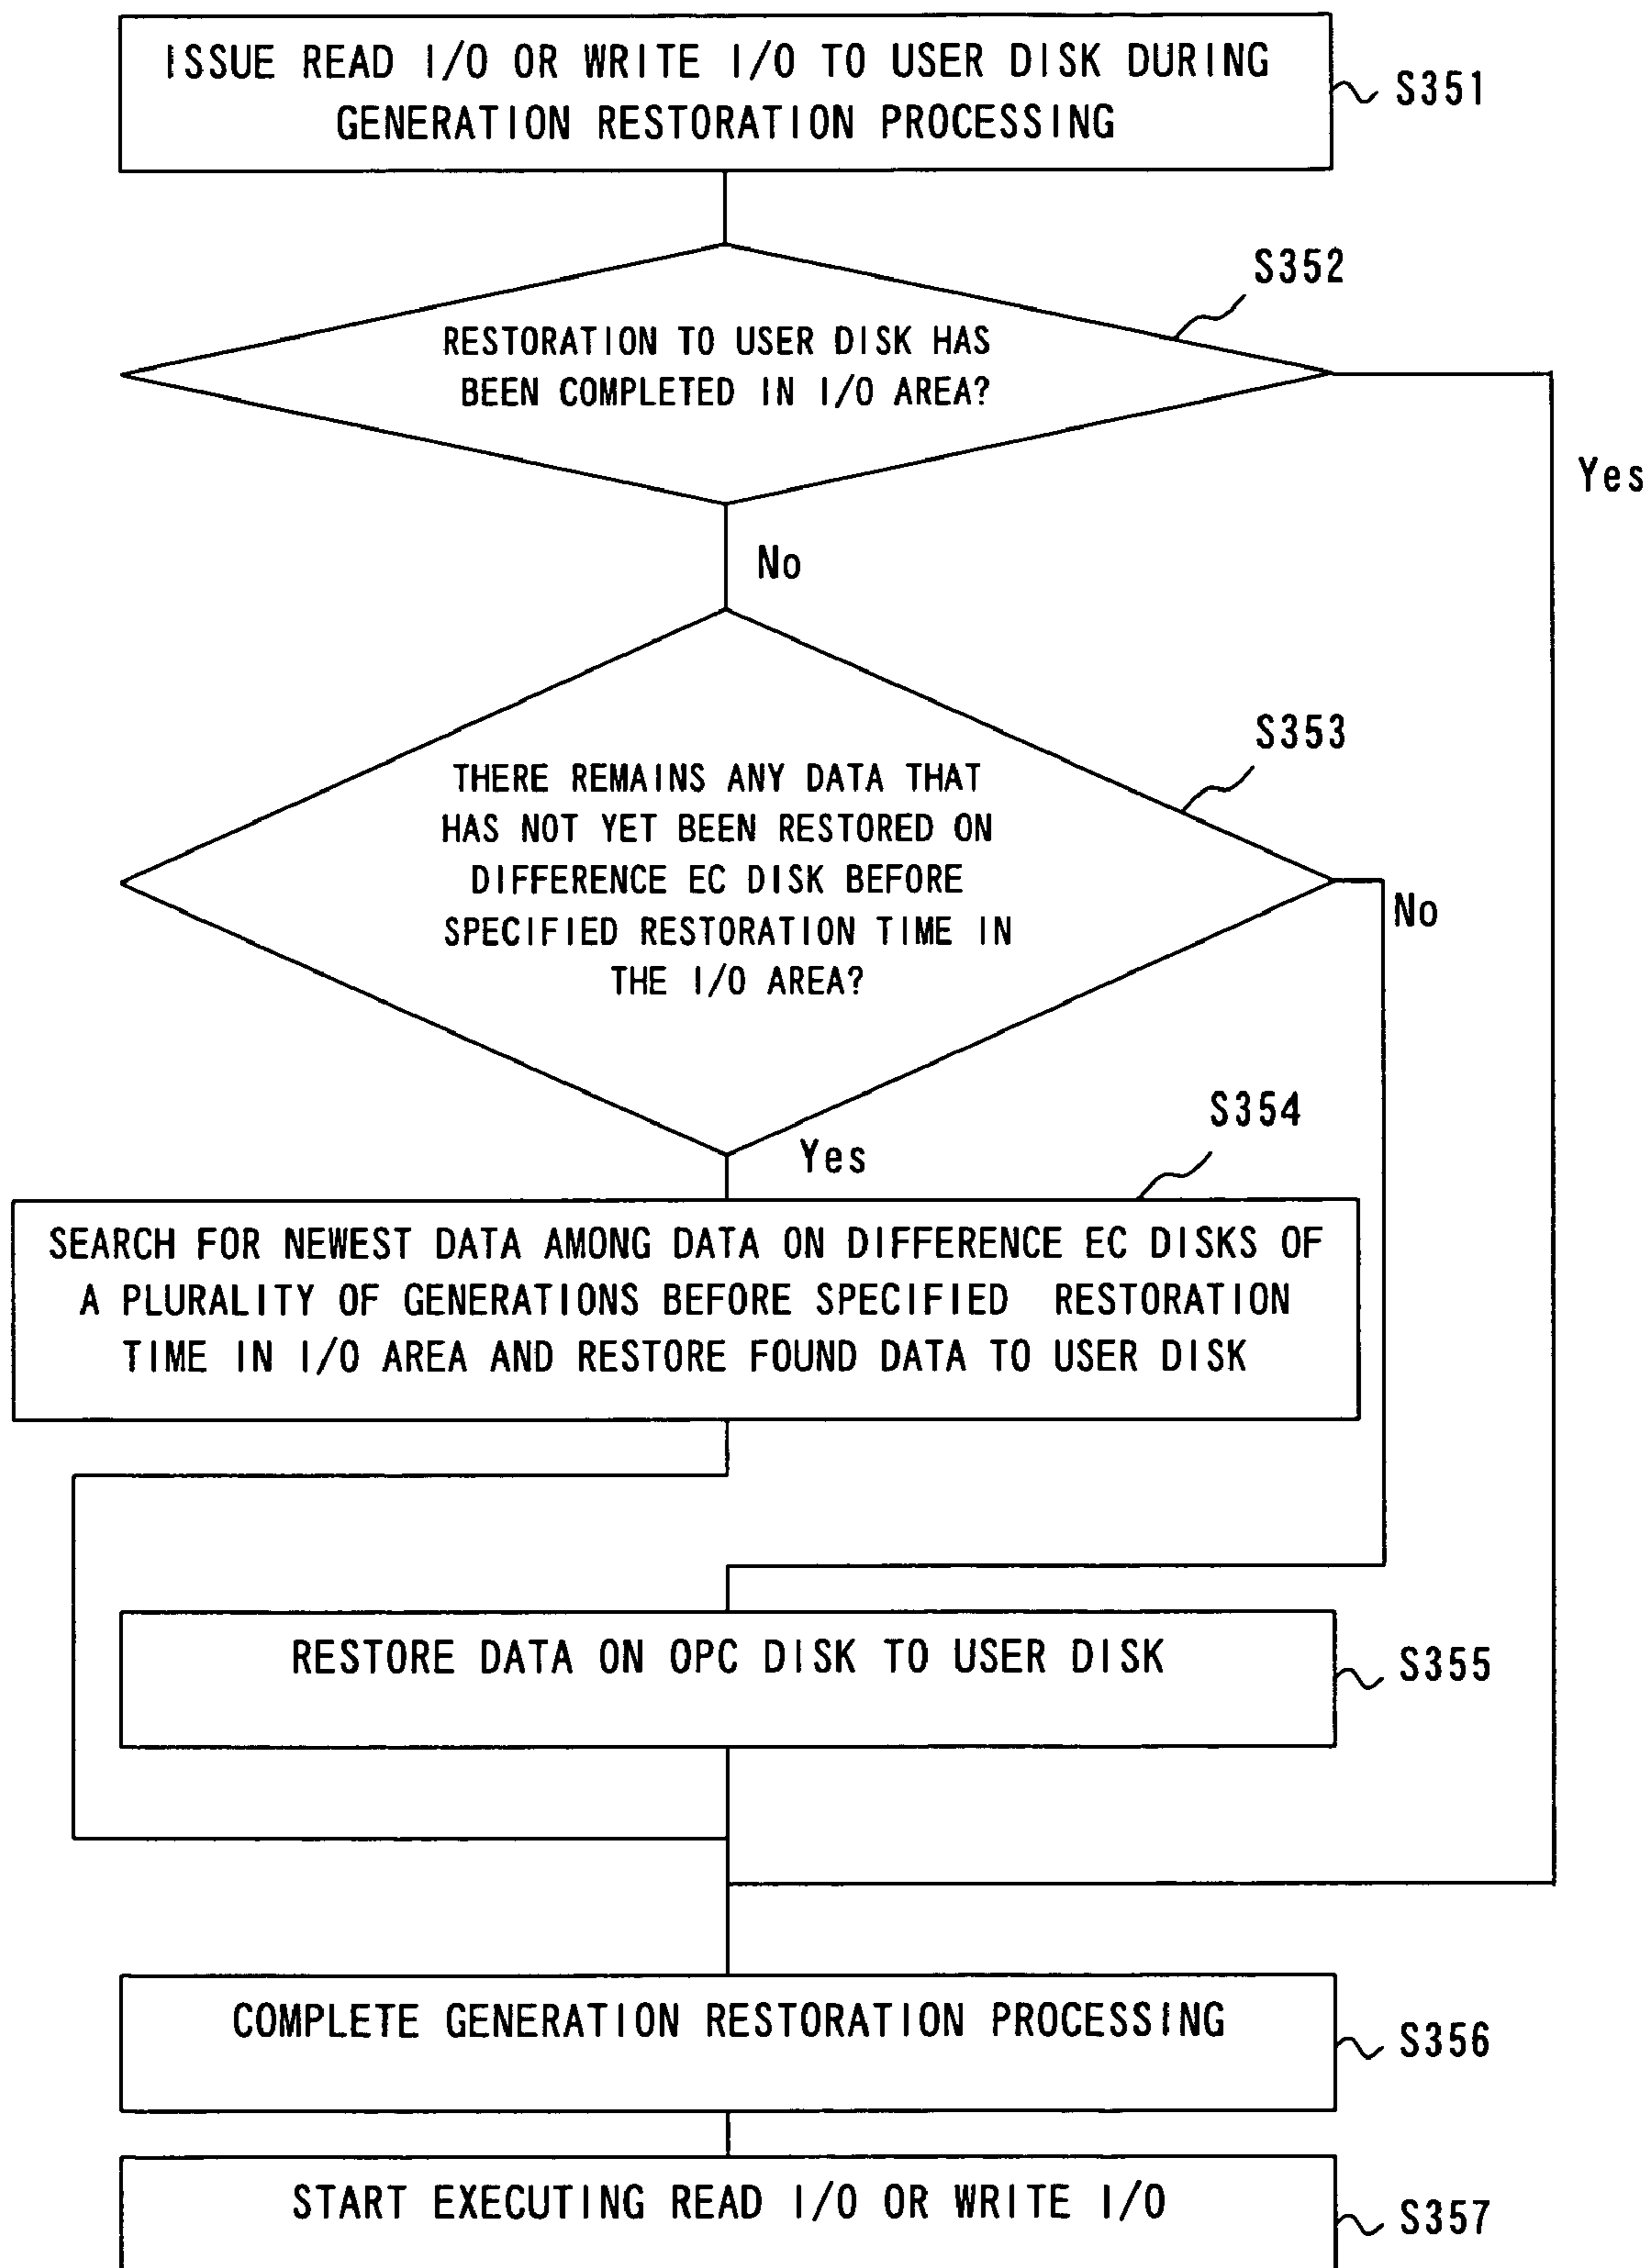 ISSUE READ I/O OR WRITE I/O TO USER DISK DURING
GENERATION RESTORATION PROCESSING
S351
S352
RESTORATION TO USER DISK HAS
BEEN COMPLETED IN I/O AREA?
Yes
No
S353
THERE REMAINS ANY DATA THAT
HAS NOT YET BEEN RESTORED ON
DIFFERENCE EC DISK BEFORE
SPECIFIED RESTORATION TIME IN
THE I/O AREA?
No
S354
Yes
SEARCH FOR NEWEST DATA AMONG DATA ON DIFFERENCE EC DISKS OF
A PLURALITY OF GENERATIONS BEFORE SPECIFIED RESTORATION
TIME IN I/O AREA AND RESTORE FOUND DATA TO USER DISK
RESTORE DATA ON OPC DISK TO USER DISK
S355
COMPLETE GENERATION RESTORATION PROCESSING
S356
START EXECUTING READ I/O OR WRITE I/O
S357